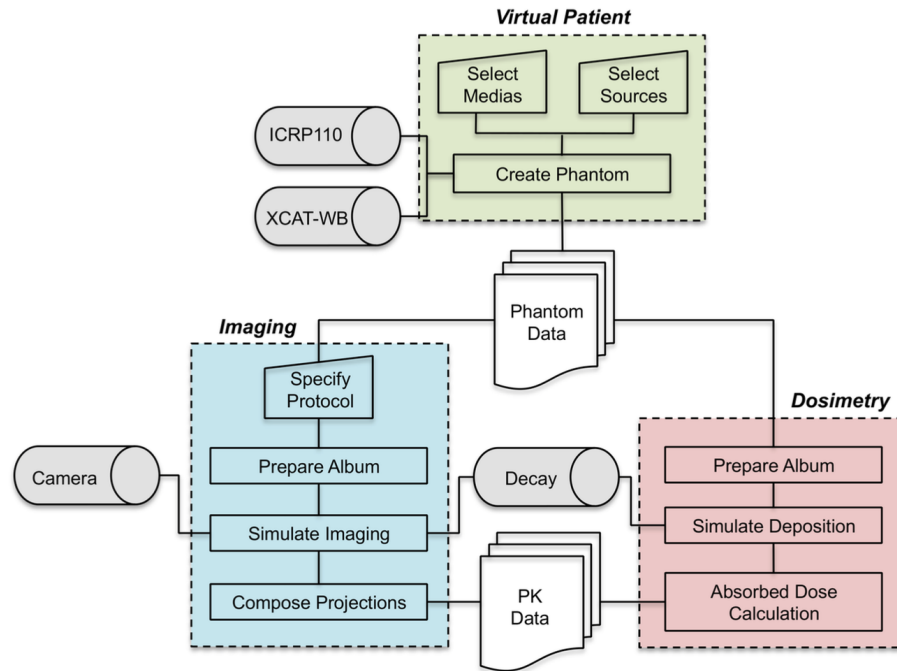 Virtual Patient
Select
Medias
Select
Sources
ICRP110
Create Phantom
XCAT-WB
Phantom
Data
Imaging
Specify
Protocol
Dosimetry
Camera
Prepare Album
Decay
Prepare Album
Simulate Imaging
Simulate Deposition
Compose Projections
PK
Data
Absorbed Dose
Calculation